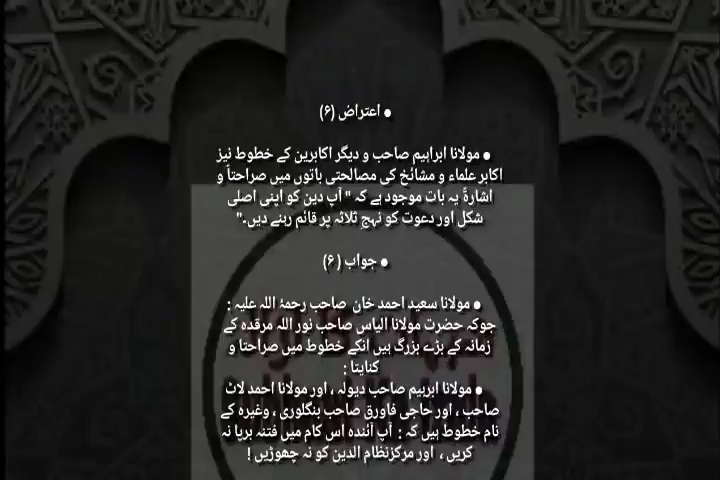 ● اعتراض (۶)
● مولانا ابراہیم صاحب و دیگر اکابرین کے خطوط نیز
اکابر علماء و مشائخ کی مصالحتی باتوں میں صراحتاً و
اشارۃً یہ بات موجود ہے کہ " آپ دین کو اپنی اصلی
شکل اور دعوت کو نہجِ ثلاثہ پر قائم رہنے دیں۔"
● جواب (۶)
● مولانا سعید احمد خان صاحب رحمۃ اللہ علیہ :
جوکہ حضرت مولانا الیاس صاحب نور اللہ مرقدہ کے
زمانہ کے بڑے بزرگ ہیں انکے خطوط میں صراحتا و
کنایتا :
● مولانا ابرہیم صاحب دیولہ ، اور مولانا احمد لاٹ
صاحب ، اور حاجی فاروق صاحب بنگلوری ، وغیرہ کے
نام خطوط ہیں کہ : آپ آئندہ اس کام میں فتنہ برپا نہ
کریں ، اور مرکزنظام الدین کو نہ چھوڑیں !